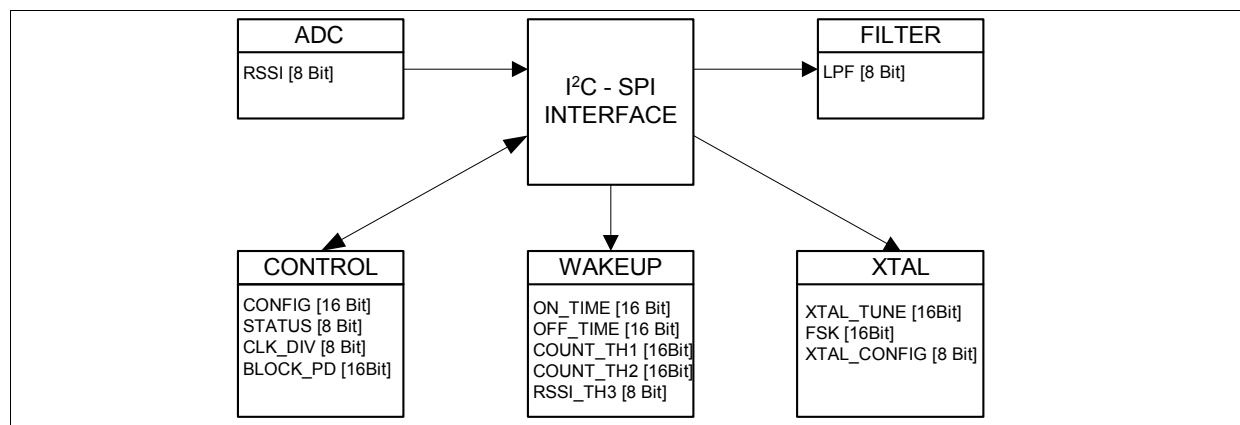 ADC
RSSI [8 Bit]
I²C - SPI
INTERFACE
FILTER
LPF [8 Bit]
CONTROL
CONFIG [16 Bit]
STATUS [8 Bit]
CLK_DIV [8 Bit]
BLOCK_PD [16Bit]
WAKEUP
ON_TIME [16 Bit]
OFF_TIME [16 Bit]
COUNT_TH1 [16Bit]
COUNT_TH2 [16Bit]
RSSI_TH3 [8 Bit]
XTAL
XTAL_TUNE [16Bit]
FSK [16Bit]
XTAL_CONFIG [8 Bit]